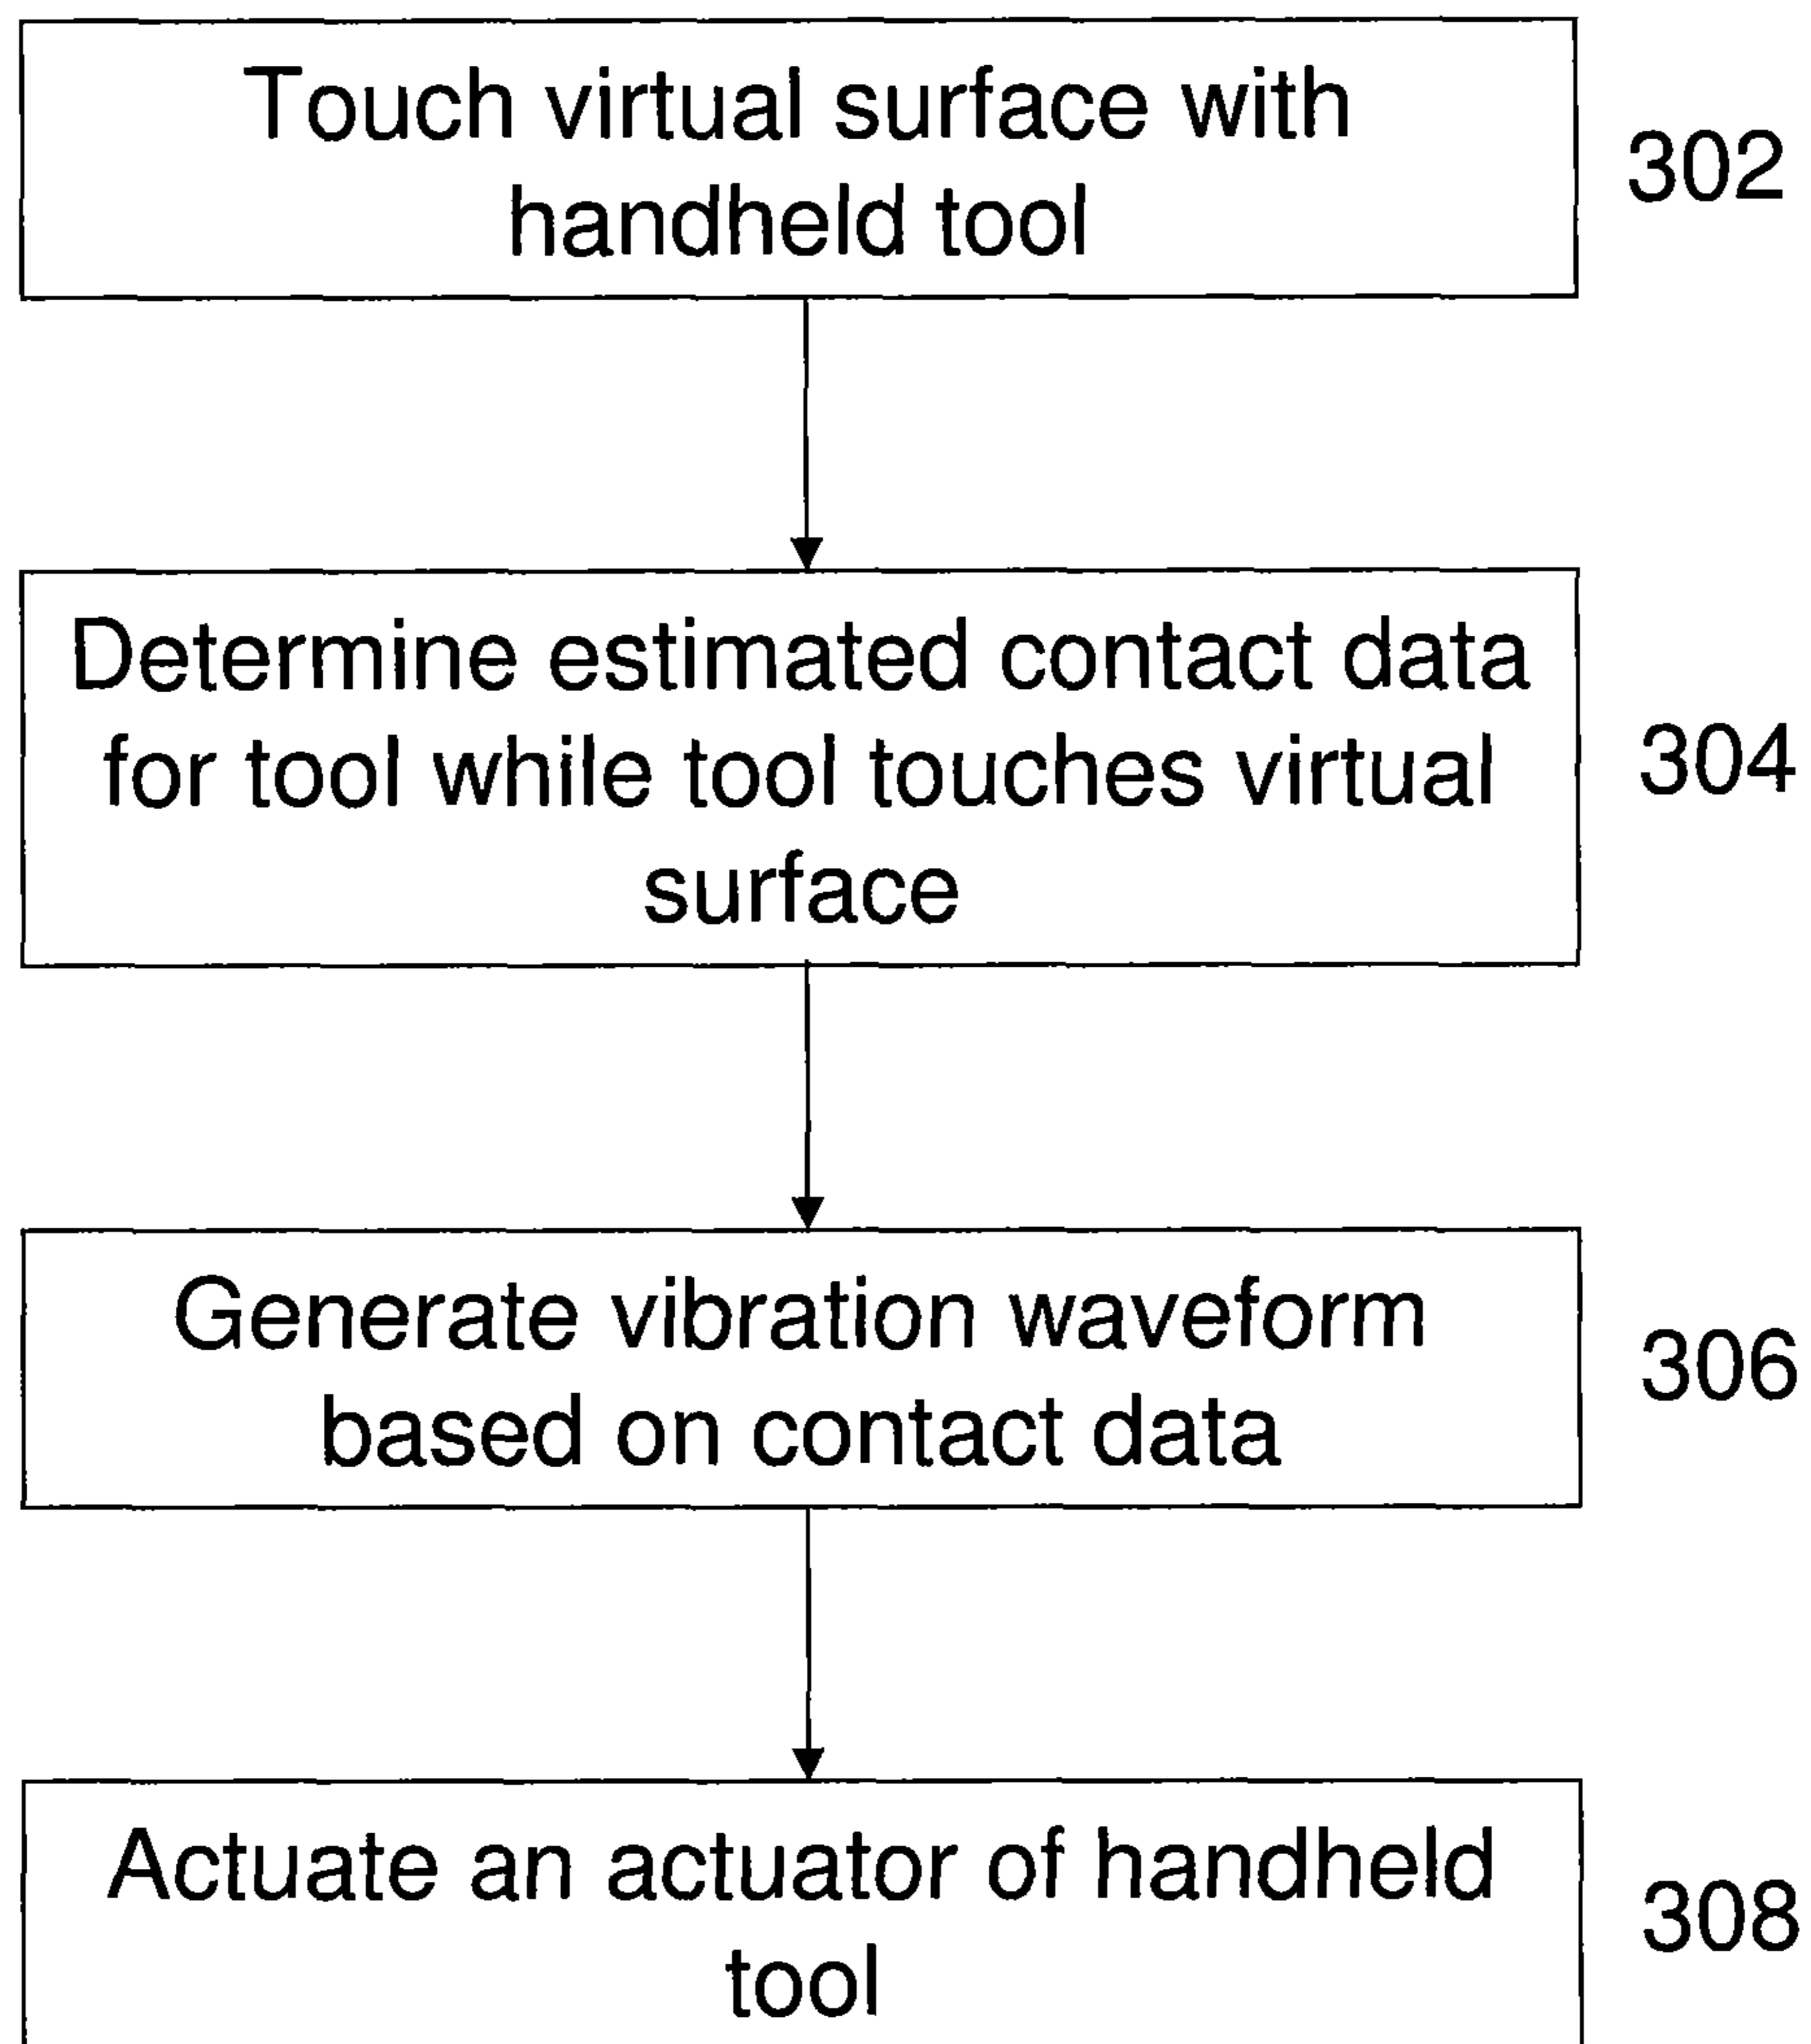 Touch virtual surface with
handheld tool
302
Determine estimated contact data
for tool while tool touches virtual
surface
304
Generate vibration waveform
based on contact data
306
Actuate an actuator of handheld
tool
308